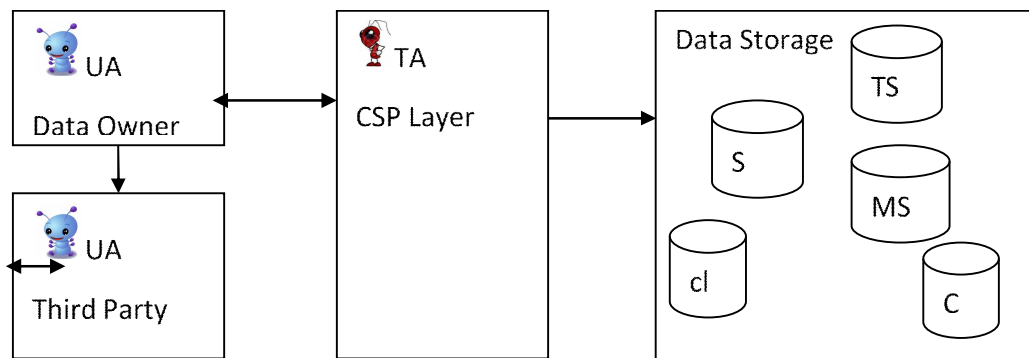 UA
Data Owner
UA
Third Party
TA
CSP Layer
Data Storage
TS
S
MS
cl
C